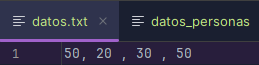 datos.txt datos_personas
1 50, 20 , 30 , 50